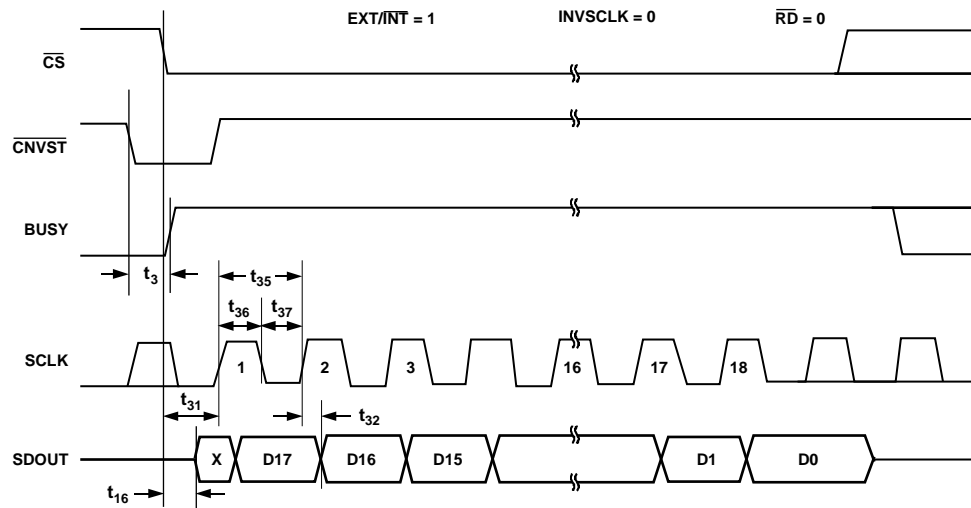 EXT/INT = 1 INVSCLK = 0 RD = 0
CS
CNVST
BUSY
t3
t35
t36 t37
SCLK 1 2 3 16 17 18
t31
t32
SDOUT X D17 D16 D15 D1 D0
t16